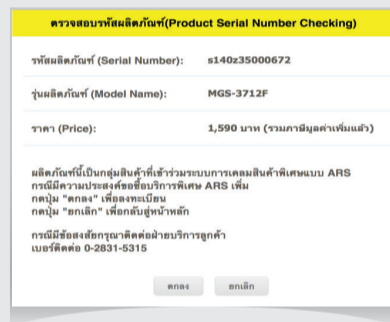 ตรวจสอบรหัสผลิตภัณฑ์(Product Serial Number Checking)
รหัสผลิตภัณฑ์ (Serial Number): s140z35000672
รุ่นผลิตภัณฑ์ (Model Name): MGS-3712F
ราคา (Price): 1,590 บาท (รวมภาษีมูลค่าเพิ่มแล้ว)
ผลิตภัณฑ์นี้เป็นกลุ่มสินค้าที่เข้าร่วมระบบการเคลมสินค้าพิเศษแบบ ARS
กรณีมีความประสงค์ขอซื้อบริการพิเศษ ARS เพิ่ม
กดปุ่ม "ตกลง" เพื่อลงทะเบียน
กดปุ่ม "ยกเลิก" เพื่อกลับสู่หน้าหลัก
กรณีมีข้อสงสัยกรุณาติดต่อฝ่ายบริการลูกค้า
เบอร์ติดต่อ 0-2831-5315
ตกลง ยกเลิก